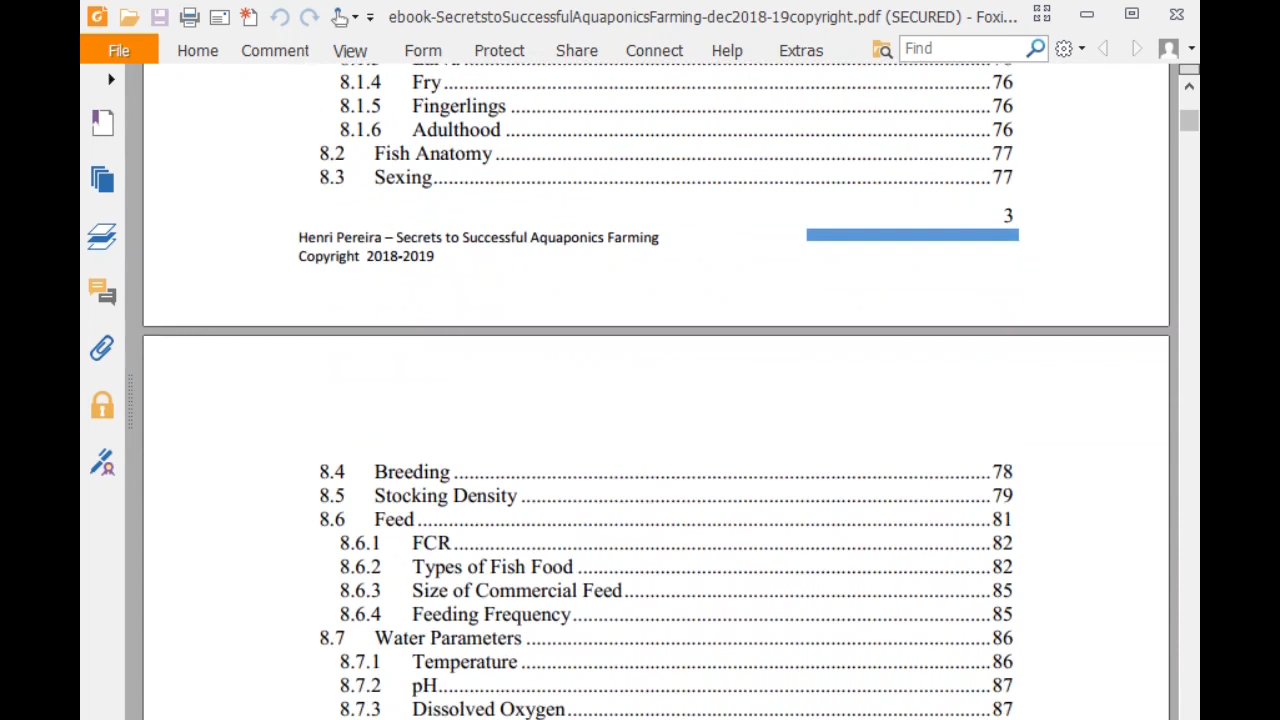 ebook-SecretstoSuccessfulAquaponicsFarming-dec2018-19copyright.pdf (SECURED) - Foxi...
File Home Comment View Form Protect Share Connect Help Extras Find
8.1.4 Fry 76
8.1.5 Fingerlings 76
8.1.6 Adulthood 76
8.2 Fish Anatomy 77
8.3 Sexing 77
3
Henri Pereira – Secrets to Successful Aquaponics Farming
Copyright 2018-2019
8.4 Breeding 78
8.5 Stocking Density 79
8.6 Feed 81
8.6.1 FCR 82
8.6.2 Types of Fish Food 82
8.6.3 Size of Commercial Feed 85
8.6.4 Feeding Frequency 85
8.7 Water Parameters 86
8.7.1 Temperature 86
8.7.2 pH 87
8.7.3 Dissolved Oxygen 87